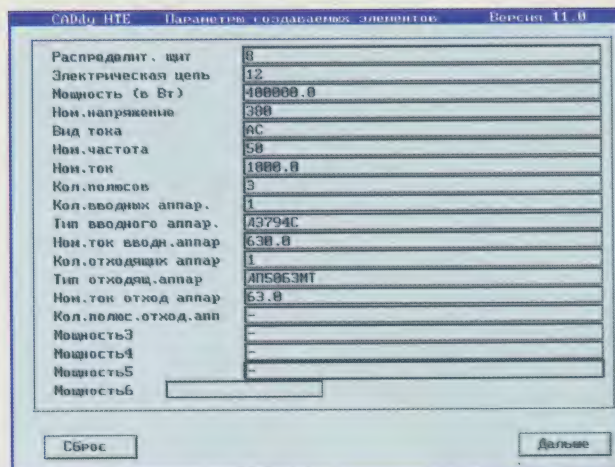 CADdy HTE Параметры создаваемых элементов Версия 11.0
Распределит. щит 8
Электрическая цепь 12
Мощность (в Вт) 400000.0
Ном.напряжение 380
Вид тока AC
Ном.частота 50
Ном.ток 1000.0
Кол.полюсов 3
Кол.вводных аппар. 1
Тип вводного аппар. А3794С
Ном.ток вводн.аппар 630.0
Кол.отходящих аппар 1
Тип отходящ.аппар АП5063МТ
Ном.ток отход аппар 63.0
Кол.полюс.отход.апп -
Мощность3 -
Мощность4 -
Мощность5 -
Мощность6
Сброс Дальше